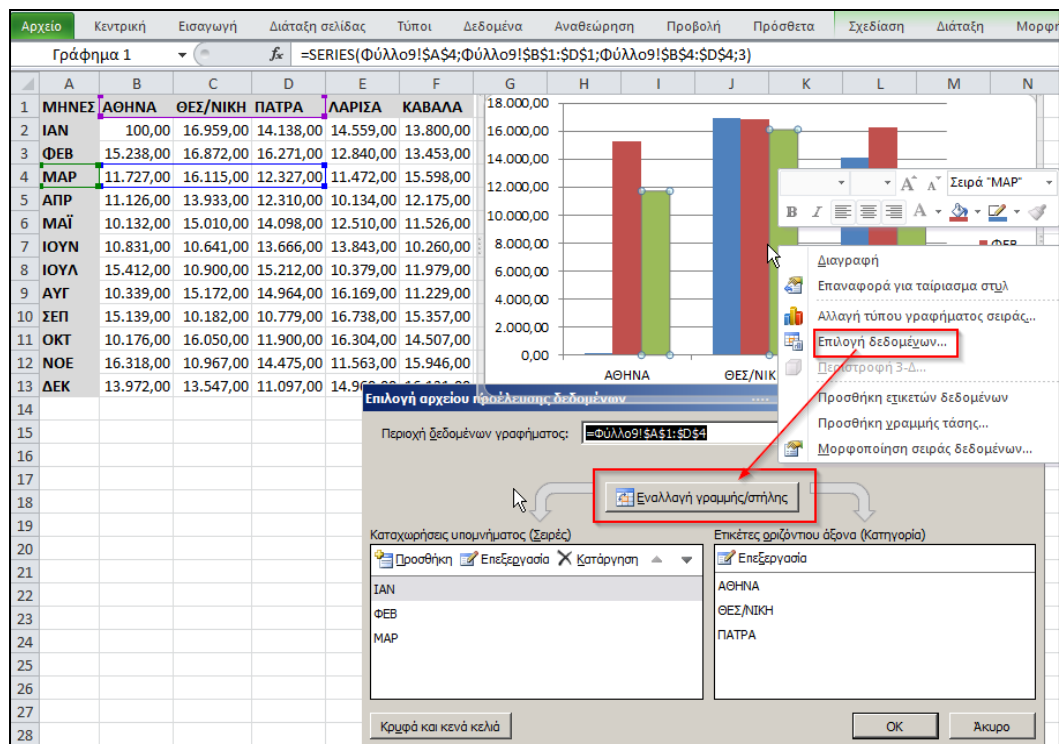 Αρχείο Κεντρική Εισαγωγή Διάταξη σελίδας Τύποι Δεδομένα Αναθεώρηση Προβολή Πρόσθετα Σχεδίαση Διάταξη Μορφη
Γράφημα 1 fx =SERIES(Φύλλο9!$A$4;Φύλλο9!$B$1:$D$1;Φύλλο9!$B$4:$D$4;3)
A B C D E F G H I J K L M N
1 ΜΗΝΕΣ ΑΘΗΝΑ ΘΕΣ/ΝΙΚΗ ΠΑΤΡΑ ΛΑΡΙΣΑ ΚΑΒΑΛΑ
2 ΙΑΝ 100,00 16.959,00 14.138,00 14.559,00 13.800,00
3 ΦΕΒ 15.238,00 16.872,00 16.271,00 12.840,00 13.453,00
4 ΜΑΡ 11.727,00 16.115,00 12.327,00 11.472,00 15.598,00
5 ΑΠΡ 11.126,00 13.933,00 12.310,00 10.134,00 12.175,00
6 ΜΑΪ 10.132,00 15.010,00 14.098,00 12.510,00 11.526,00
7 ΙΟΥΝ 10.831,00 10.641,00 13.666,00 13.843,00 10.260,00
8 ΙΟΥΛ 15.412,00 10.900,00 15.212,00 10.379,00 11.979,00
9 ΑΥΓ 10.339,00 15.172,00 14.964,00 16.169,00 11.229,00
10 ΣΕΠ 15.139,00 10.182,00 10.779,00 16.738,00 15.357,00
11 ΟΚΤ 10.176,00 16.050,00 11.900,00 16.304,00 14.507,00
12 ΝΟΕ 16.318,00 10.967,00 14.475,00 11.563,00 15.946,00
13 ΔΕΚ 13.972,00 13.547,00 11.097,00
14
15
16
17
18
19
20
21
22
23
24
25
26
27
28
18.000,00
16.000,00
14.000,00
12.000,00
10.000,00
8.000,00
6.000,00
4.000,00
2.000,00
0,00
ΑΘΗΝΑ ΘΕΣ/ΝΙΚ
ΦΕΒ
A A Σειρά "ΜΑΡ"
B I A
Διαγραφή
Επαναφορά για ταίριασμα στυλ
Αλλαγή τύπου γραφήματος σειράς...
Επιλογή δεδομένων...
Περιστροφή 3-Δ...
Προσθήκη ετικετών δεδομένων
Προσθήκη γραμμής τάσης...
Μορφοποίηση σειράς δεδομένων...
Επιλογή αρχείου προέλευσης δεδομένων
Περιοχή δεδομένων γραφήματος: =Φύλλο9!$A$1:$D$4
Εναλλαγή γραμμής/στήλης
Καταχωρήσεις υπομνήματος (Σειρές)
Προσθήκη Επεξεργασία Κατάργηση
ΙΑΝ
ΦΕΒ
ΜΑΡ
Ετικέτες οριζόντιου άξονα (Κατηγορία)
Επεξεργασία
ΑΘΗΝΑ
ΘΕΣ/ΝΙΚΗ
ΠΑΤΡΑ
Κρυφά και κενά κελιά
OK Άκυρο